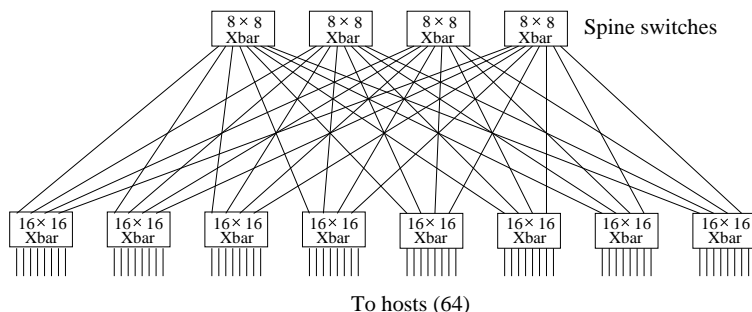 8 × 8
Xbar
8 × 8
Xbar
8 × 8
Xbar
8 × 8
Xbar
Spine switches
16 × 16
Xbar
16 × 16
Xbar
16 × 16
Xbar
16 × 16
Xbar
16 × 16
Xbar
16 × 16
Xbar
16 × 16
Xbar
16 × 16
Xbar
To hosts (64)